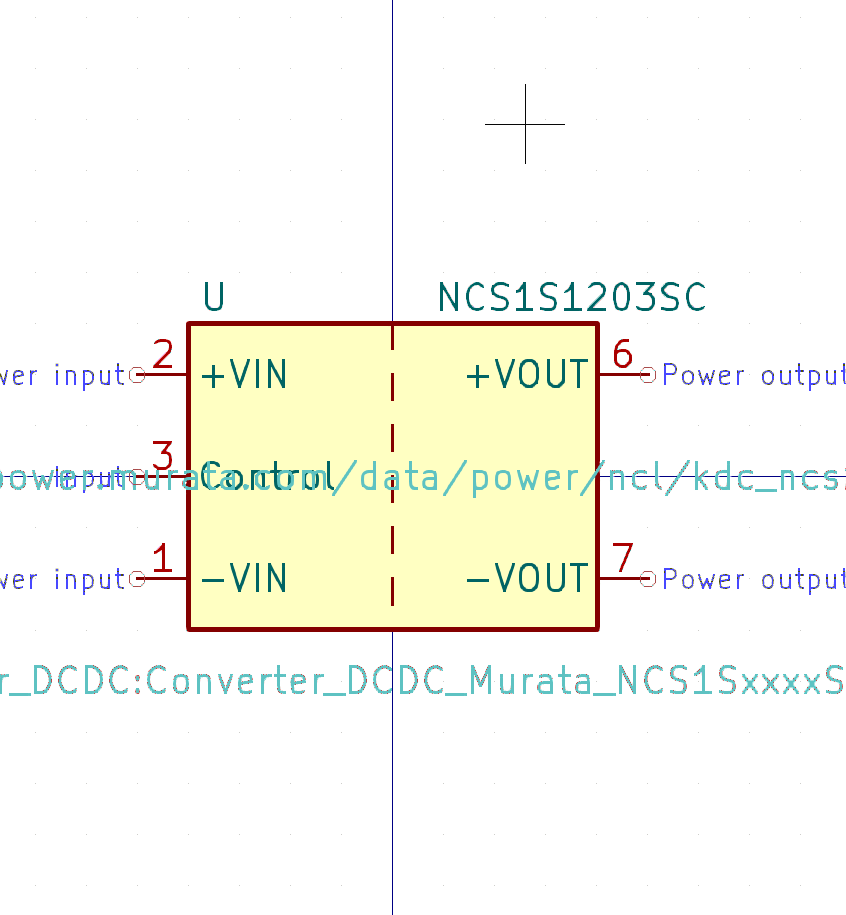 U NCS1S1203SC
2 6
wer input +VIN +VOUT Power output
3
Input Control
power.murata.com/data/power/ncl/kdc_ncs
1 7
wer input -VIN -VOUT Power output
r_DCDC:Converter_DCDC_Murata_NCS1SxxxxS